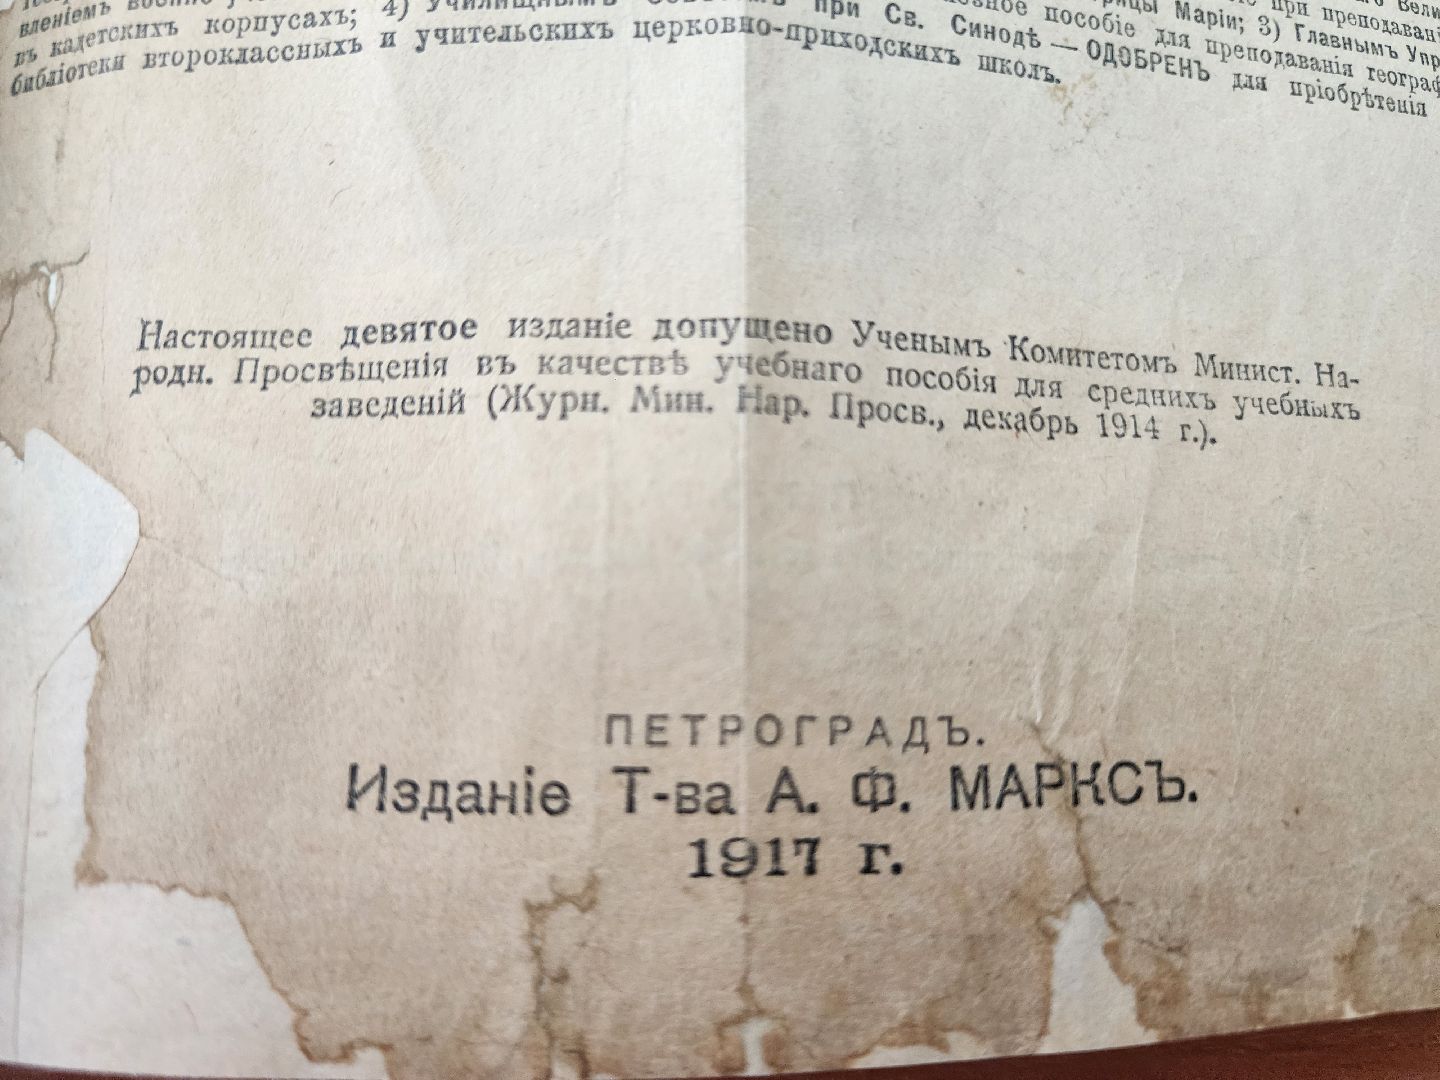 вленіемъ
въ кадетскихъ корпусахъ; 4) Училищнымъ при Св. Синодѣ — ОДОБРЕНЪ для пріобрѣтенія
библіотеки второклассныхъ и учительскихъ церковно-приходскихъ школъ.
Настоящее девятое изданіе допущено Ученымъ Комитетомъ Минист. На-
родн. Просвѣщенія въ качествѣ учебнаго пособія для среднихъ учебныхъ
заведеній (Журн. Мин. Нар. Просв., декабрь 1914 г.).
ПЕТРОГРАДЪ.
Изданіе Т-ва А. Ф. МАРКСЪ.
1917 г.